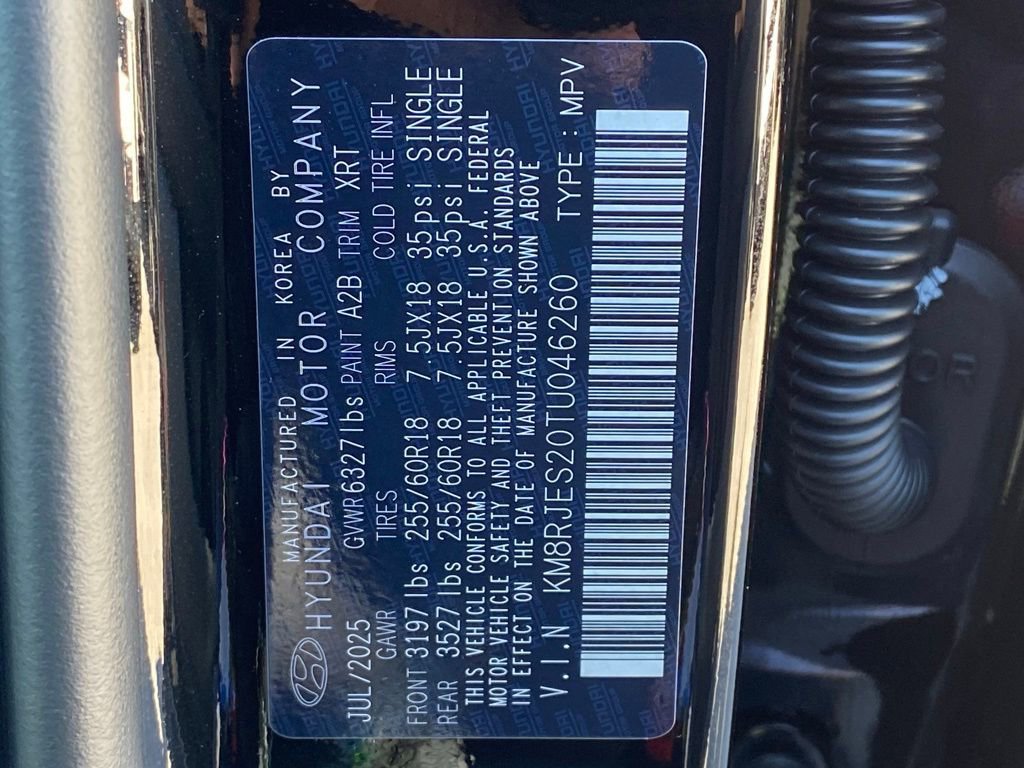 MANUFACTURED IN KOREA BY
HYUNDAI MOTOR COMPANY
JUL/2025 GVWR 6327 lbs PAINT A2B TRIM XRT
GAWR TIRES RIMS COLD TIRE INFL
FRONT 3197 lbs 255/60R18 7.5JX18 35psi SINGLE
REAR 3527 lbs 255/60R18 7.5JX18 35psi SINGLE
THIS VEHICLE CONFORMS TO ALL APPLICABLE U.S.A. FEDERAL
MOTOR VEHICLE SAFETY AND THEFT PREVENTION STANDARDS
IN EFFECT ON THE DATE OF MANUFACTURE SHOWN ABOVE
V.I.N KM8RJES20TU046260 TYPE : MPV